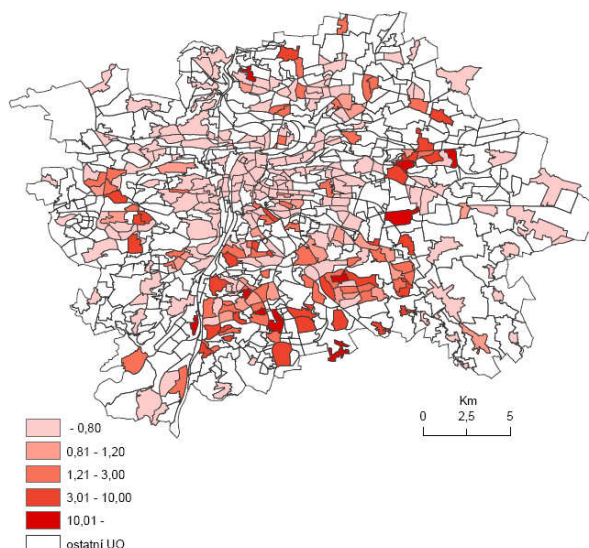 Km
0 2,5 5
- 0,80
0,81 - 1,20
1,21 - 3,00
3,01 - 10,00
10,01 -
ostatní UO